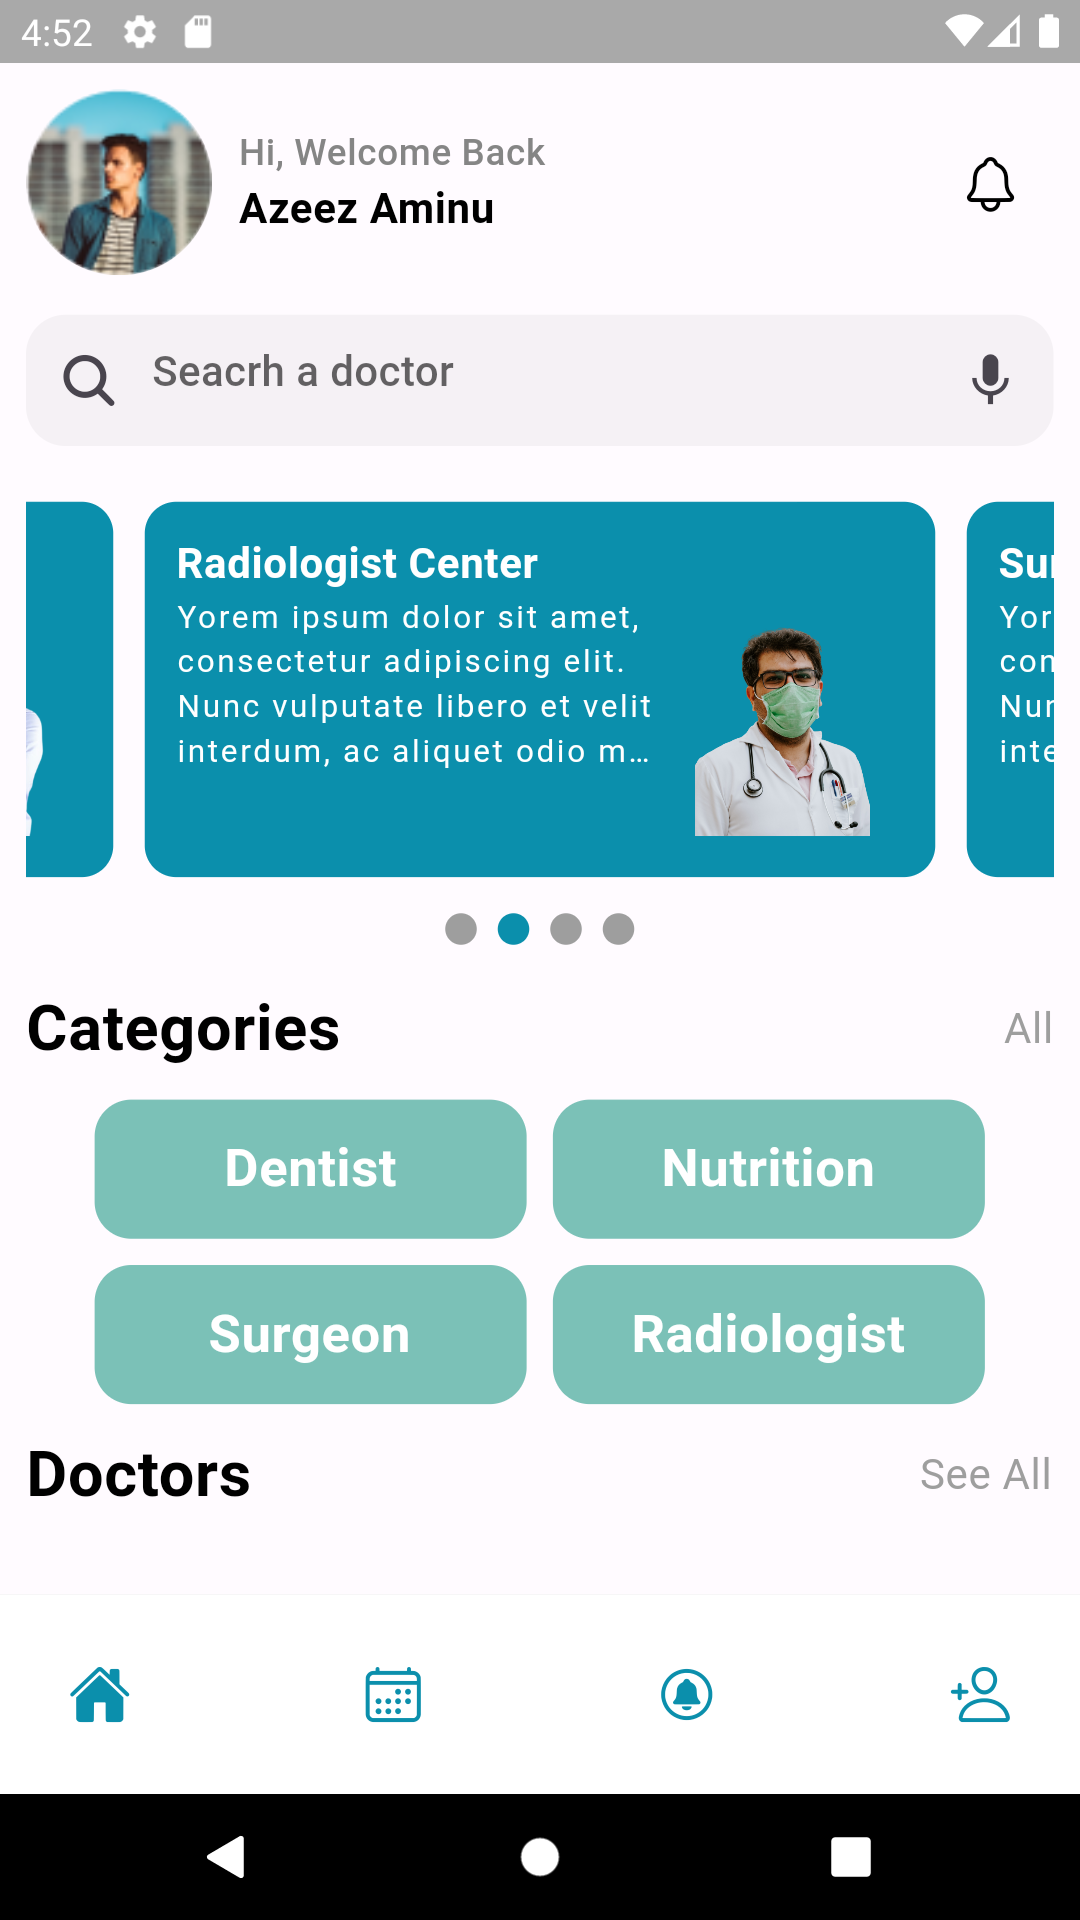 4:52
Hi, Welcome Back
Azeez Aminu
Seacrh a doctor
Radiologist Center
Yorem ipsum dolor sit amet,
consectetur adipiscing elit.
Nunc vulputate libero et velit
interdum, ac aliquet odio m…
Sur
Yor
con
Nun
inte
Categories
All
Dentist
Nutrition
Surgeon
Radiologist
Doctors
See All